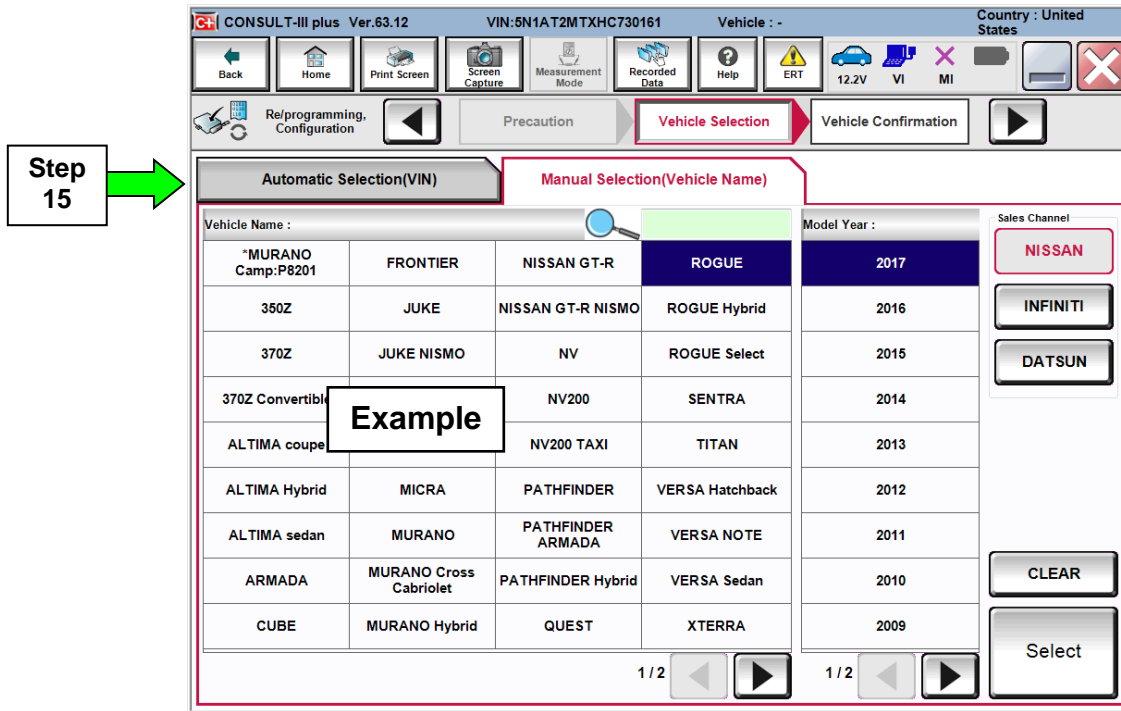 C+ CONSULT-III plus Ver.63.12 VIN:5N1AT2MTXHC730161 Vehicle : - Country : United
States
Back Home Print Screen Screen
Capture Measurement
Mode Recorded
Data Help ERT 12.2V VI MI
Re/programming,
Configuration Precaution Vehicle Selection Vehicle Confirmation
Step
15
Automatic Selection(VIN) Manual Selection(Vehicle Name)
Vehicle Name : Model Year : Sales Channel
*MURANO
Camp:P8201 FRONTIER NISSAN GT-R ROGUE 2017 NISSAN
350Z JUKE NISSAN GT-R NISMO ROGUE Hybrid 2016 INFINITI
370Z JUKE NISMO NV ROGUE Select 2015 DATSUN
370Z Convertible NV200 SENTRA 2014
Example
ALTIMA coupe NV200 TAXI TITAN 2013
ALTIMA Hybrid MICRA PATHFINDER VERSA Hatchback 2012
ALTIMA sedan MURANO PATHFINDER
ARMADA VERSA NOTE 2011
ARMADA MURANO Cross
Cabriolet PATHFINDER Hybrid VERSA Sedan 2010 CLEAR
CUBE MURANO Hybrid QUEST XTERRA 2009
Select
1 / 2 1 / 2